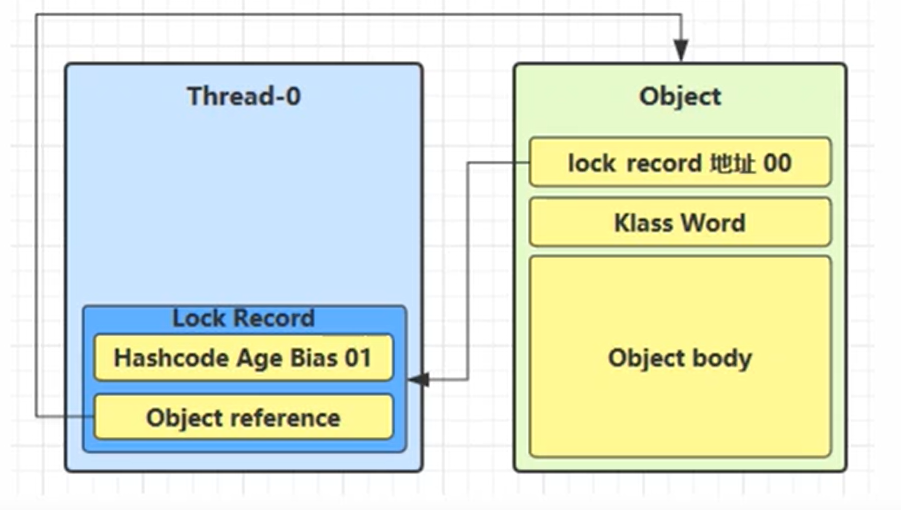 Thread-0
Lock Record
Hashcode Age Bias 01
Object reference
Object
lock record 地址 00
Klass Word
Object body